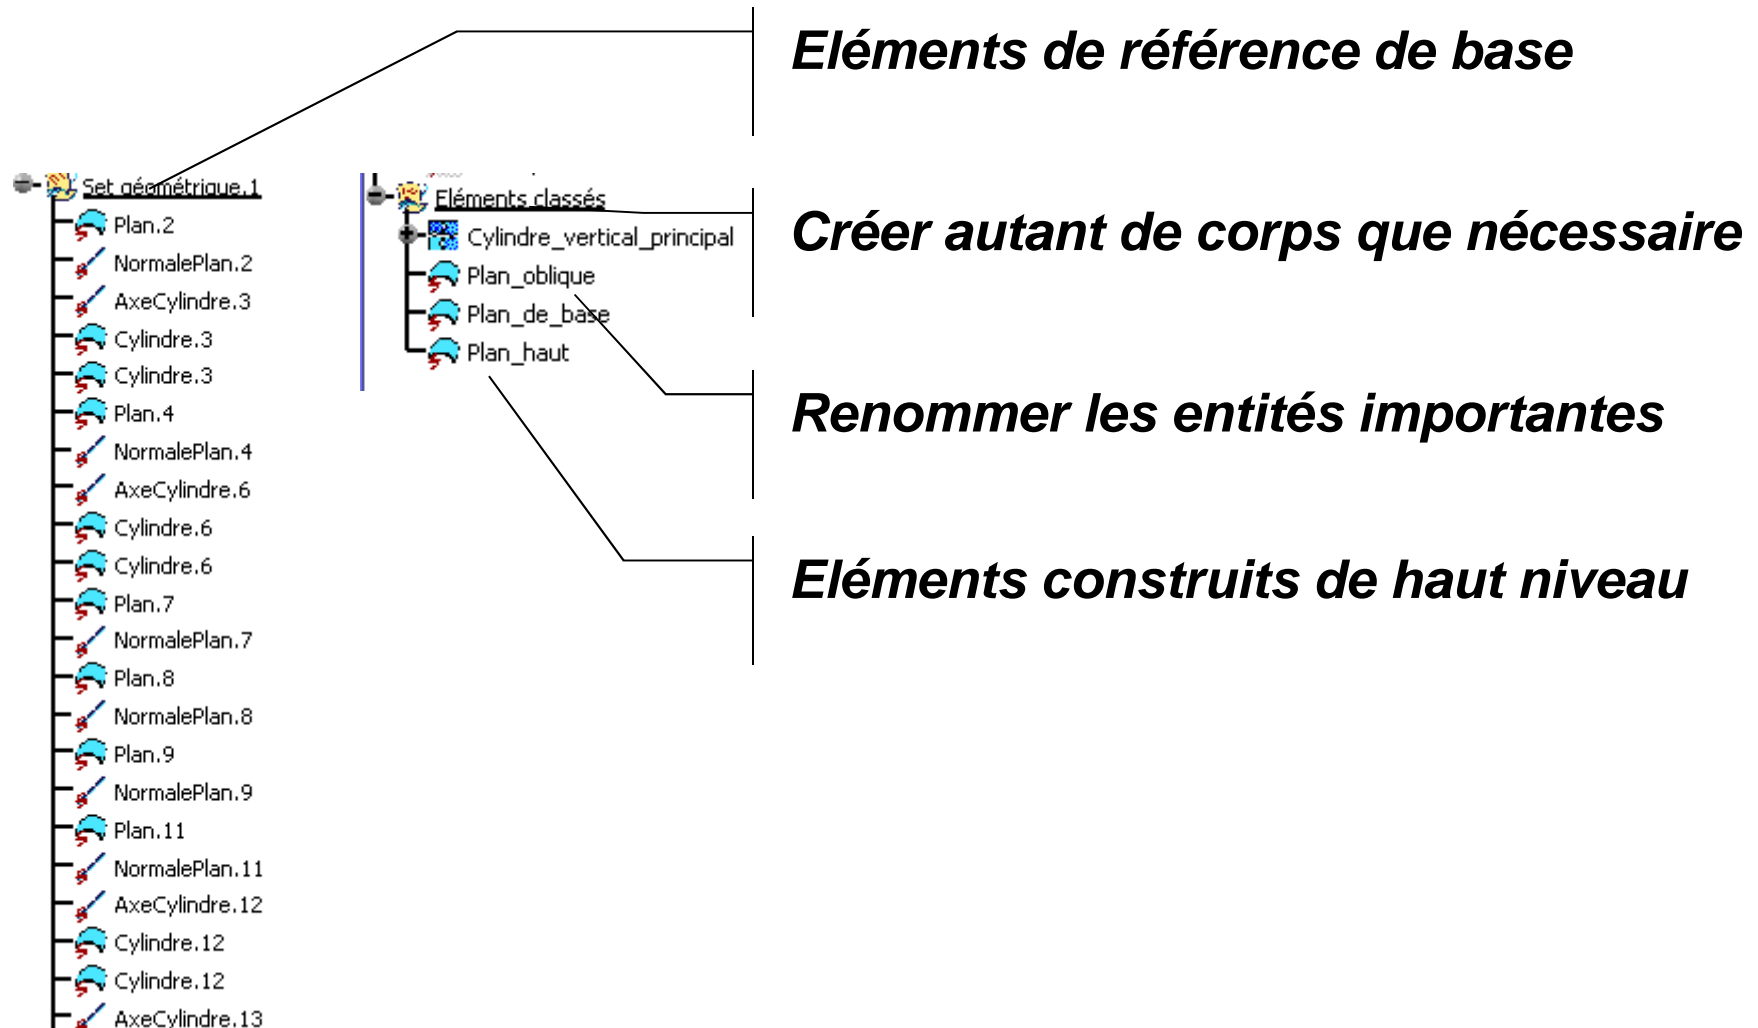 Eléments de référence de base
Set géométrique.1
Plan.2
NormalePlan.2
AxeCylindre.3
Cylindre.3
Cylindre.3
Plan.4
NormalePlan.4
AxeCylindre.6
Cylindre.6
Cylindre.6
Plan.7
NormalePlan.7
Plan.8
NormalePlan.8
Plan.9
NormalePlan.9
Plan.11
NormalePlan.11
AxeCylindre.12
Cylindre.12
Cylindre.12
AxeCylindre.13
Eléments classés
Cylindre_vertical_principal
Plan_oblique
Plan_de_base
Plan_haut
Créer autant de corps que nécessaire
Renommer les entités importantes
Eléments construits de haut niveau